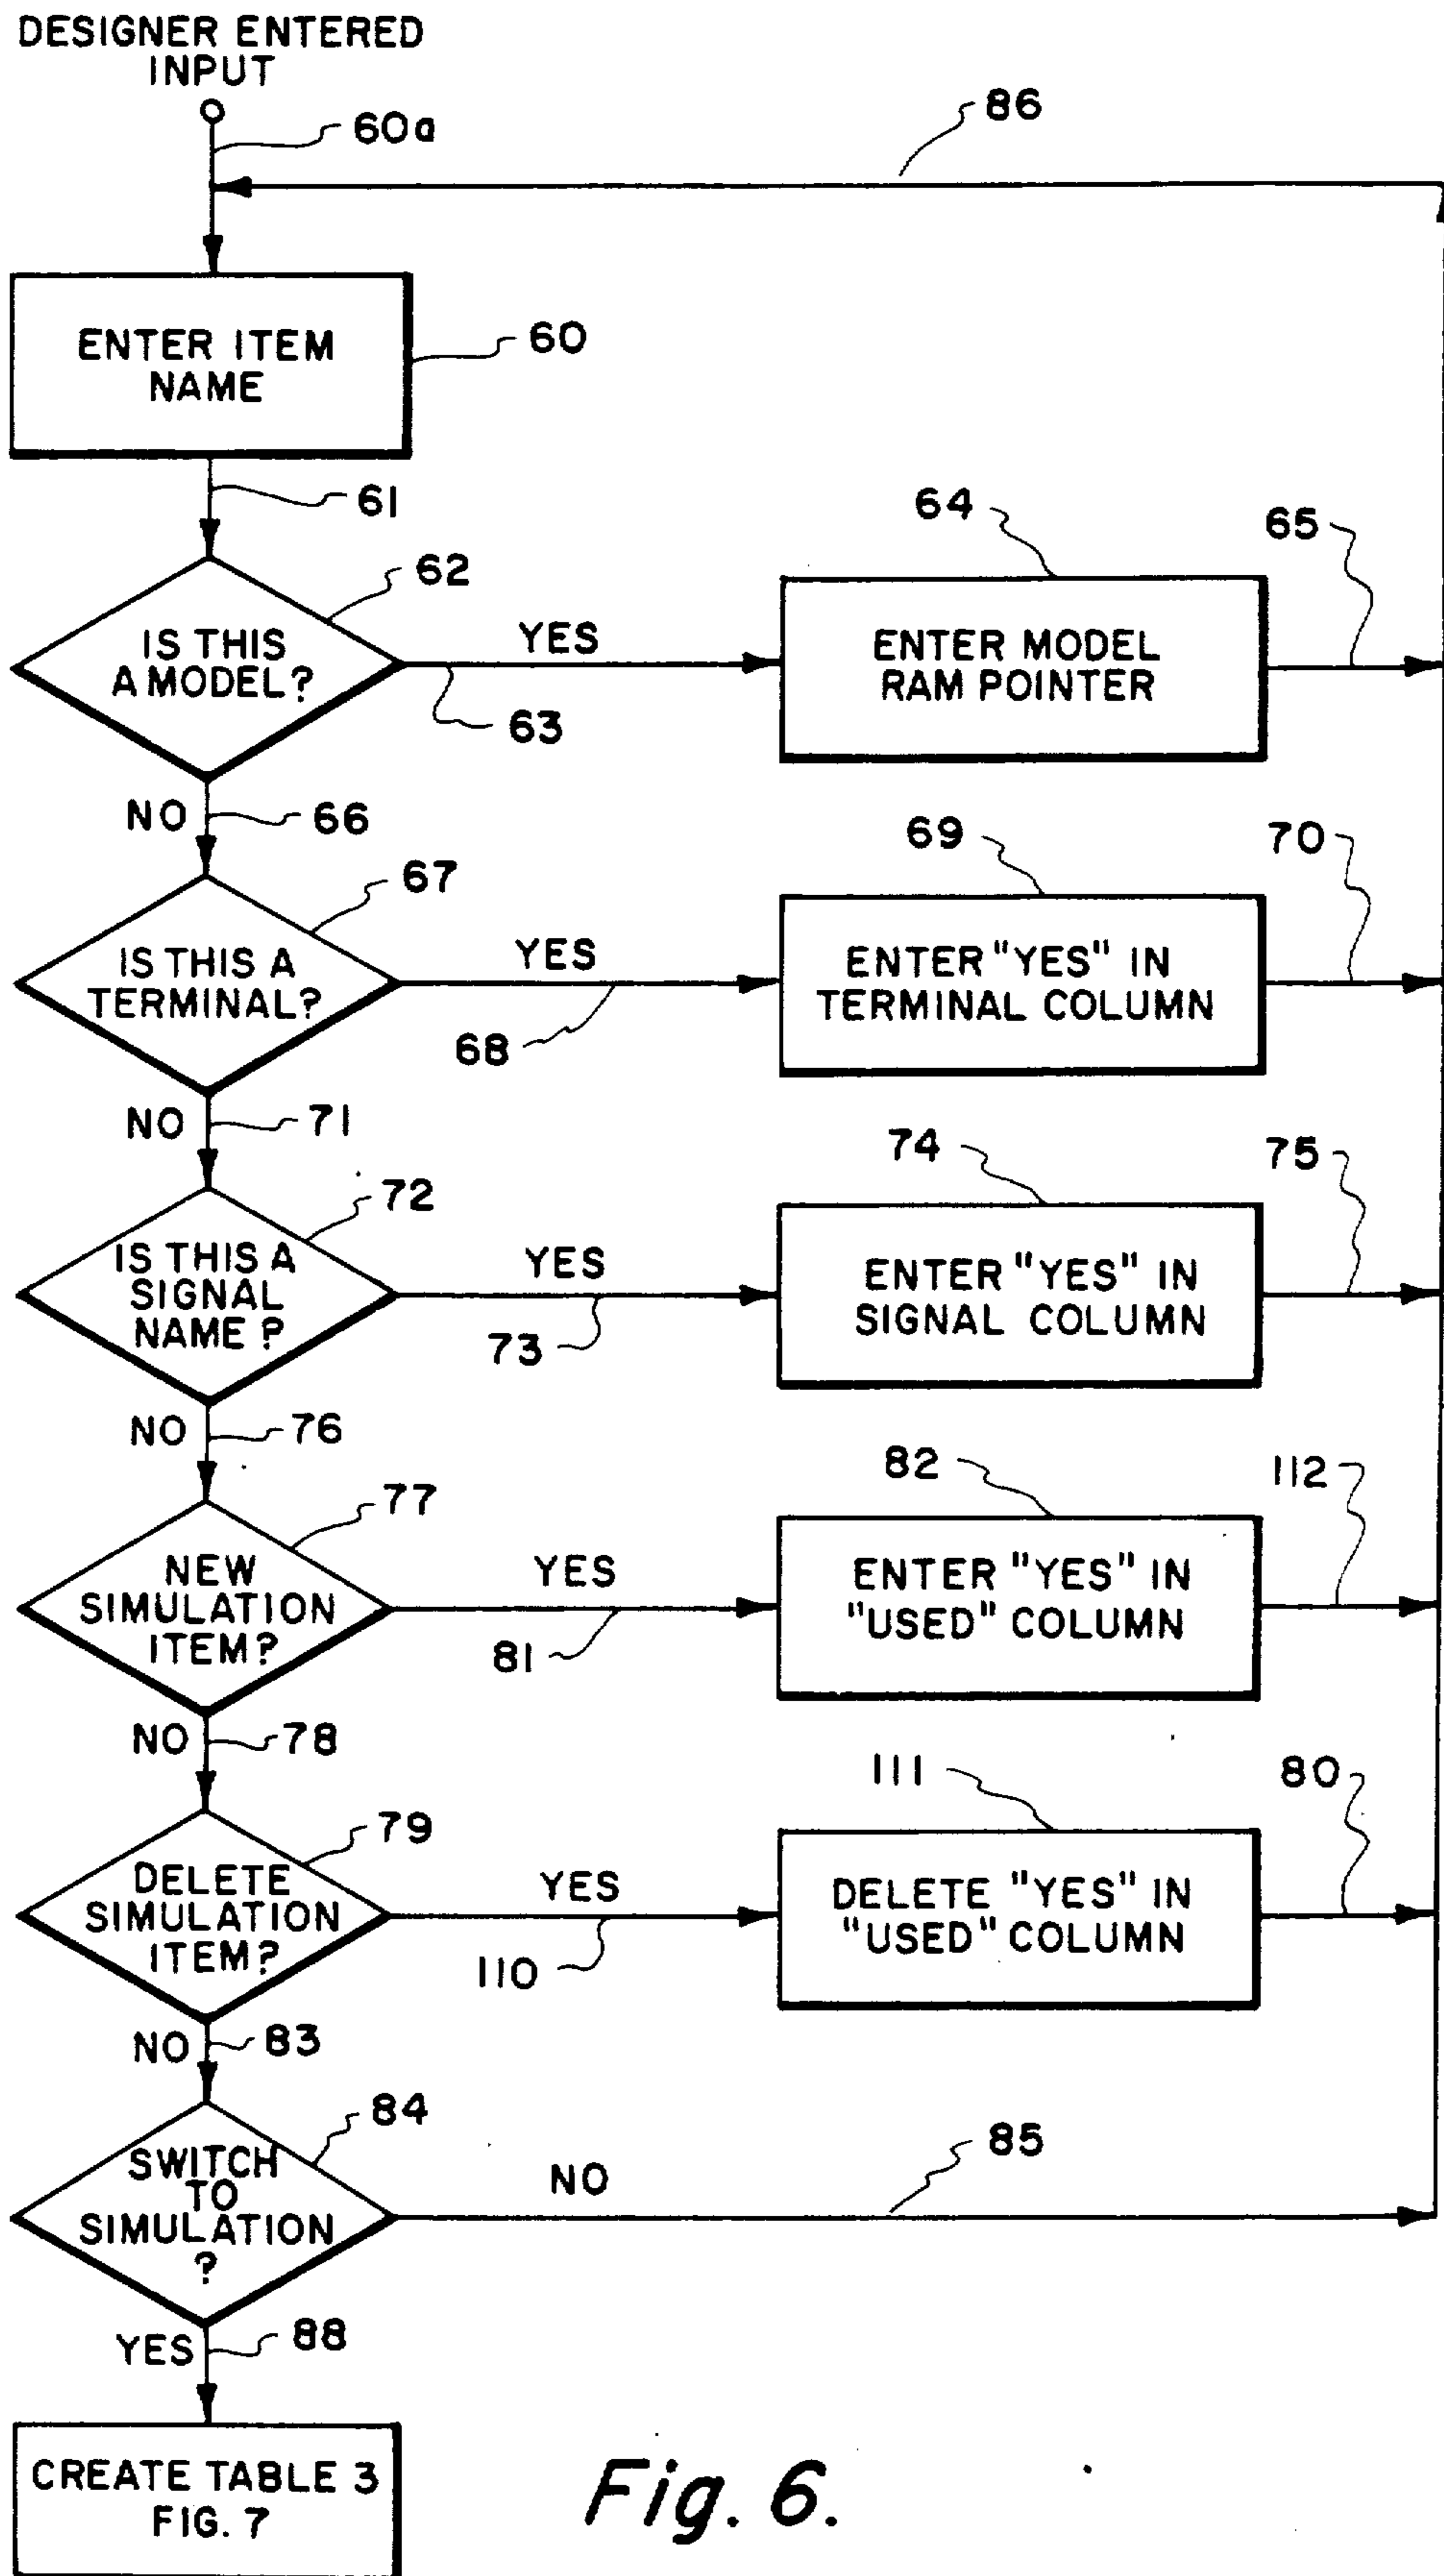 DESIGNER ENTERED
INPUT
60a
86
ENTER ITEM
NAME
60
61
62
IS THIS
A MODEL?
YES
63
64
ENTER MODEL
RAM POINTER
65
NO
66
67
IS THIS A
TERMINAL?
YES
68
69
ENTER "YES" IN
TERMINAL COLUMN
70
NO
71
72
IS THIS A
SIGNAL
NAME?
YES
73
74
ENTER "YES" IN
SIGNAL COLUMN
75
NO
76
77
NEW
SIMULATION
ITEM?
YES
81
82
ENTER "YES" IN
"USED" COLUMN
112
NO
78
79
DELETE
SIMULATION
ITEM?
YES
110
111
DELETE "YES" IN
"USED" COLUMN
80
NO
83
84
SWITCH
TO
SIMULATION
?
NO
85
YES
88
CREATE TABLE 3
FIG. 7
Fig. 6.